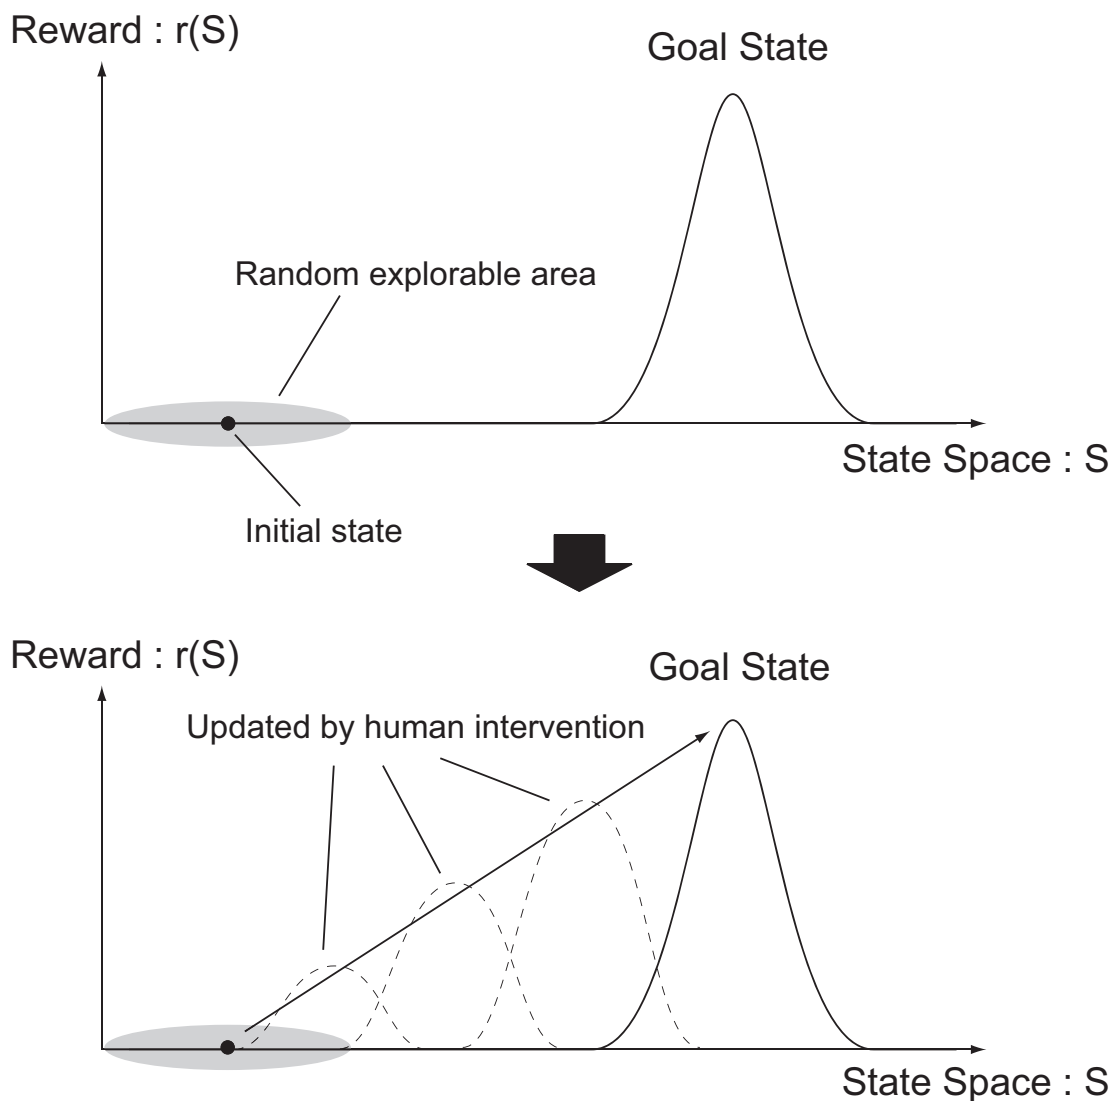 Reward : r(S)
Goal State
Random explorable area
State Space : S
Initial state
Reward : r(S)
Goal State
Updated by human intervention
State Space : S